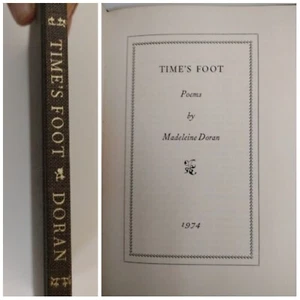 TIME'S FOOT DORAN
TIME'S FOOT
Poems
by
Madeleine Doran
1974